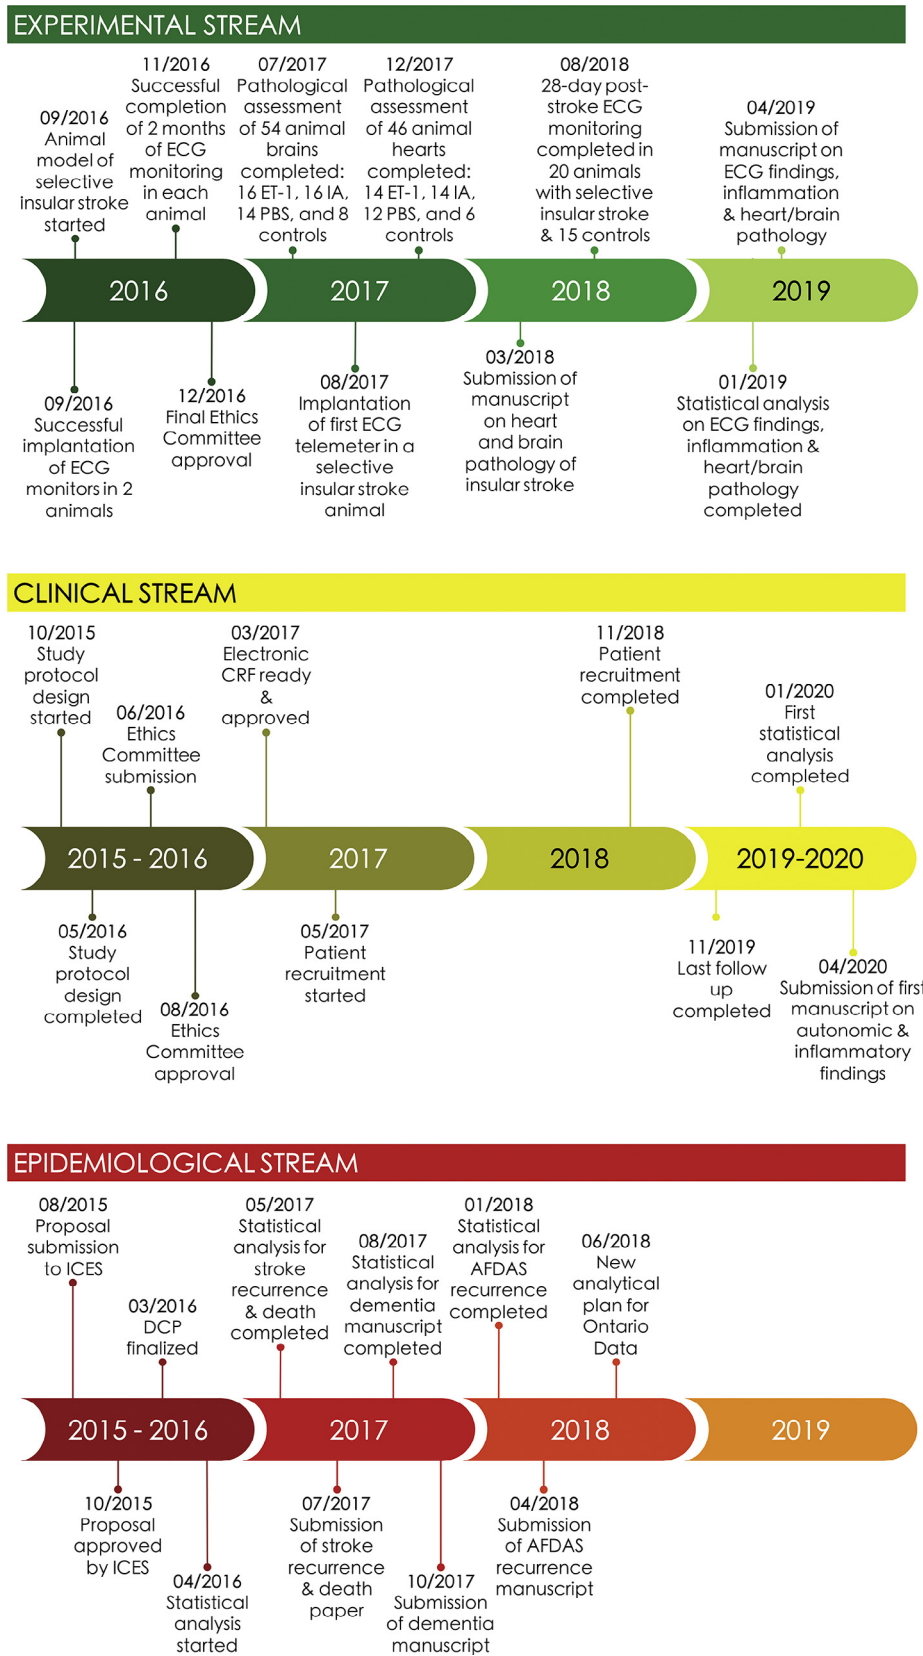 EXPERIMENTAL STREAM
09/2016
Animal
model of
selective
insular stroke
started
11/2016
Successful
completion
of 2 months
of ECG
monitoring
in each
animal
07/2017
Pathological
assessment
of 54 animal
brains
completed:
16 ET-1, 16 IA,
14 PBS, and 8
controls
12/2017
Pathological
assessment
of 46 animal
hearts
completed:
14 ET-1, 14 IA,
12 PBS, and 6
controls
08/2018
28-day post-
stroke ECG
monitoring
completed in
20 animals
with selective
insular stroke
& 15 controls
04/2019
Submission of
manuscript on
ECG findings,
inflammation
& heart/brain
pathology
2016
2017
2018
2019
09/2016
Successful
implantation
of ECG
monitors in 2
animals
12/2016
Final Ethics
Committee
approval
08/2017
Implantation
of first ECG
telemeter in a
selective
insular stroke
animal
03/2018
Submission of
manuscript
on heart
and brain
pathology of
insular stroke
01/2019
Statistical analysis
on ECG findings,
inflammation &
heart/brain
pathology
completed
CLINICAL STREAM
10/2015
Study
protocol
design
started
06/2016
Ethics
Committee
submission
03/2017
Electronic
CRF ready
&
approved
11/2018
Patient
recruitment
completed
01/2020
First
statistical
analysis
completed
2015 - 2016
2017
2018
2019-2020
05/2016
Study
protocol
design
completed
08/2016
Ethics
Committee
approval
05/2017
Patient
recruitment
started
11/2019
Last follow
up
completed
04/2020
Submission of first
manuscript on
autonomic &
inflammatory
findings
EPIDEMIOLOGICAL STREAM
08/2015
Proposal
submission
to ICES
03/2016
DCP
finalized
05/2017
Statistical
analysis for
stroke
recurrence
& death
completed
08/2017
Statistical
analysis for
dementia
manuscript
completed
01/2018
Statistical
analysis for
AFDAS
recurrence
completed
06/2018
New
analytical
plan for
Ontario
Data
2015 - 2016
2017
2018
2019
10/2015
Proposal
approved
by ICES
04/2016
Statistical
analysis
started
07/2017
Submission
of stroke
recurrence
& death
paper
10/2017
Submission
of dementia
manuscript
04/2018
Submission
of AFDAS
recurrence
manuscript